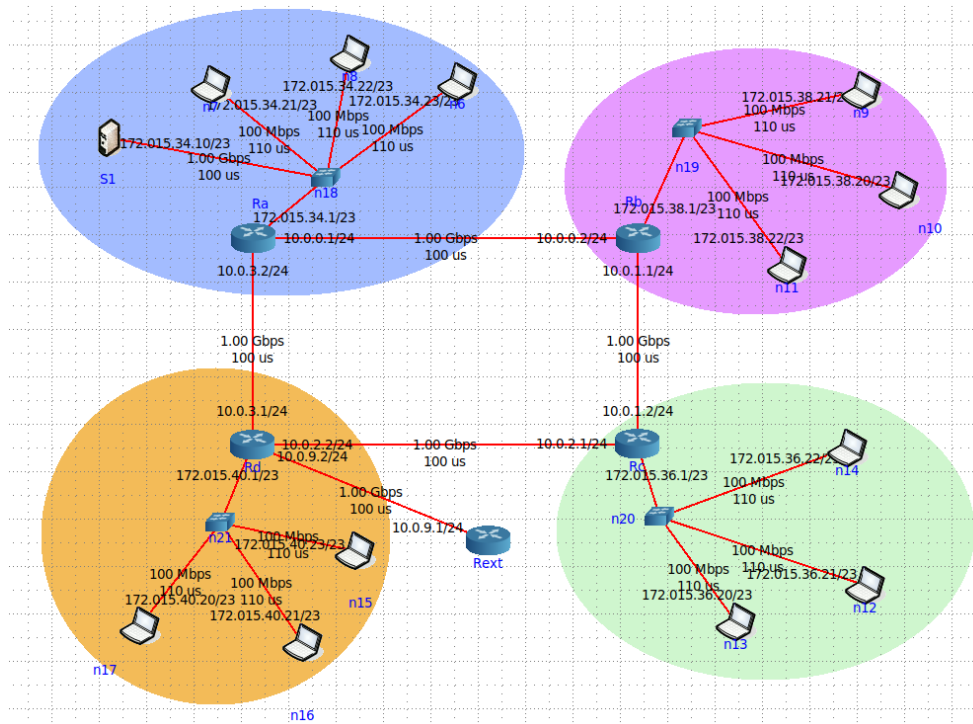 n8
172.015.34.22/23
n7
172.015.34.21/23
172.015.34.23/23
n6
100 Mbps
110 us
100 Mbps
110 us
100 Mbps
172.015.34.10/23
1.00 Gbps
100 us
S1
n18
Ra
172.015.34.1/23
10.0.0.1/24
1.00 Gbps
100 us
10.0.0.2/24
10.0.3.2/24
172.015.38.21/23
n9
100 Mbps
110 us
n19
100 Mbps
110 us
172.015.38.20/23
100 Mbps
110 us
Rb
172.015.38.1/23
n10
172.015.38.22/23
10.0.1.1/24
n11
1.00 Gbps
100 us
1.00 Gbps
100 us
10.0.3.1/24
10.0.1.2/24
10.0.2.2/24
1.00 Gbps
100 us
10.0.2.1/24
Rd
10.0.9.2/24
172.015.40.1/23
1.00 Gbps
100 us
10.0.9.1/24
Rext
n21
100 Mbps
172.015.40.23/23
110 us
n15
100 Mbps
110 us
172.015.40.20/23
100 Mbps
110 us
172.015.40.21/23
n17
n16
Rc
172.015.36.1/23
172.015.36.22/23
n14
100 Mbps
110 us
n20
100 Mbps
110 us
172.015.36.21/23
n12
100 Mbps
110 us
172.015.36.20/23
n13